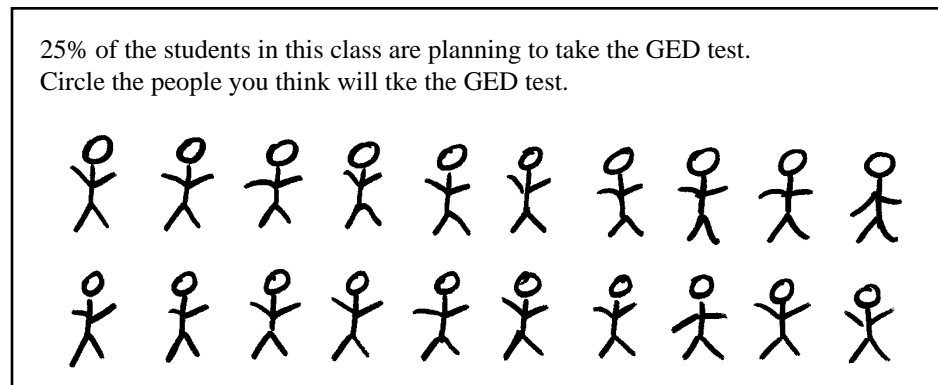 25% of the students in this class are planning to take the GED test.
Circle the people you think will tke the GED test.